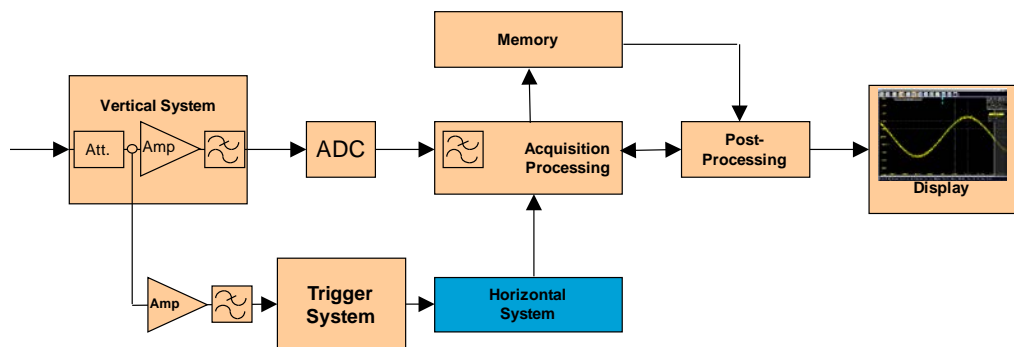 Memory
Vertical System
Att.
Amp
ADC
Acquisition
Processing
Post-
Processing
Display
Amp
Trigger
System
Horizontal
System